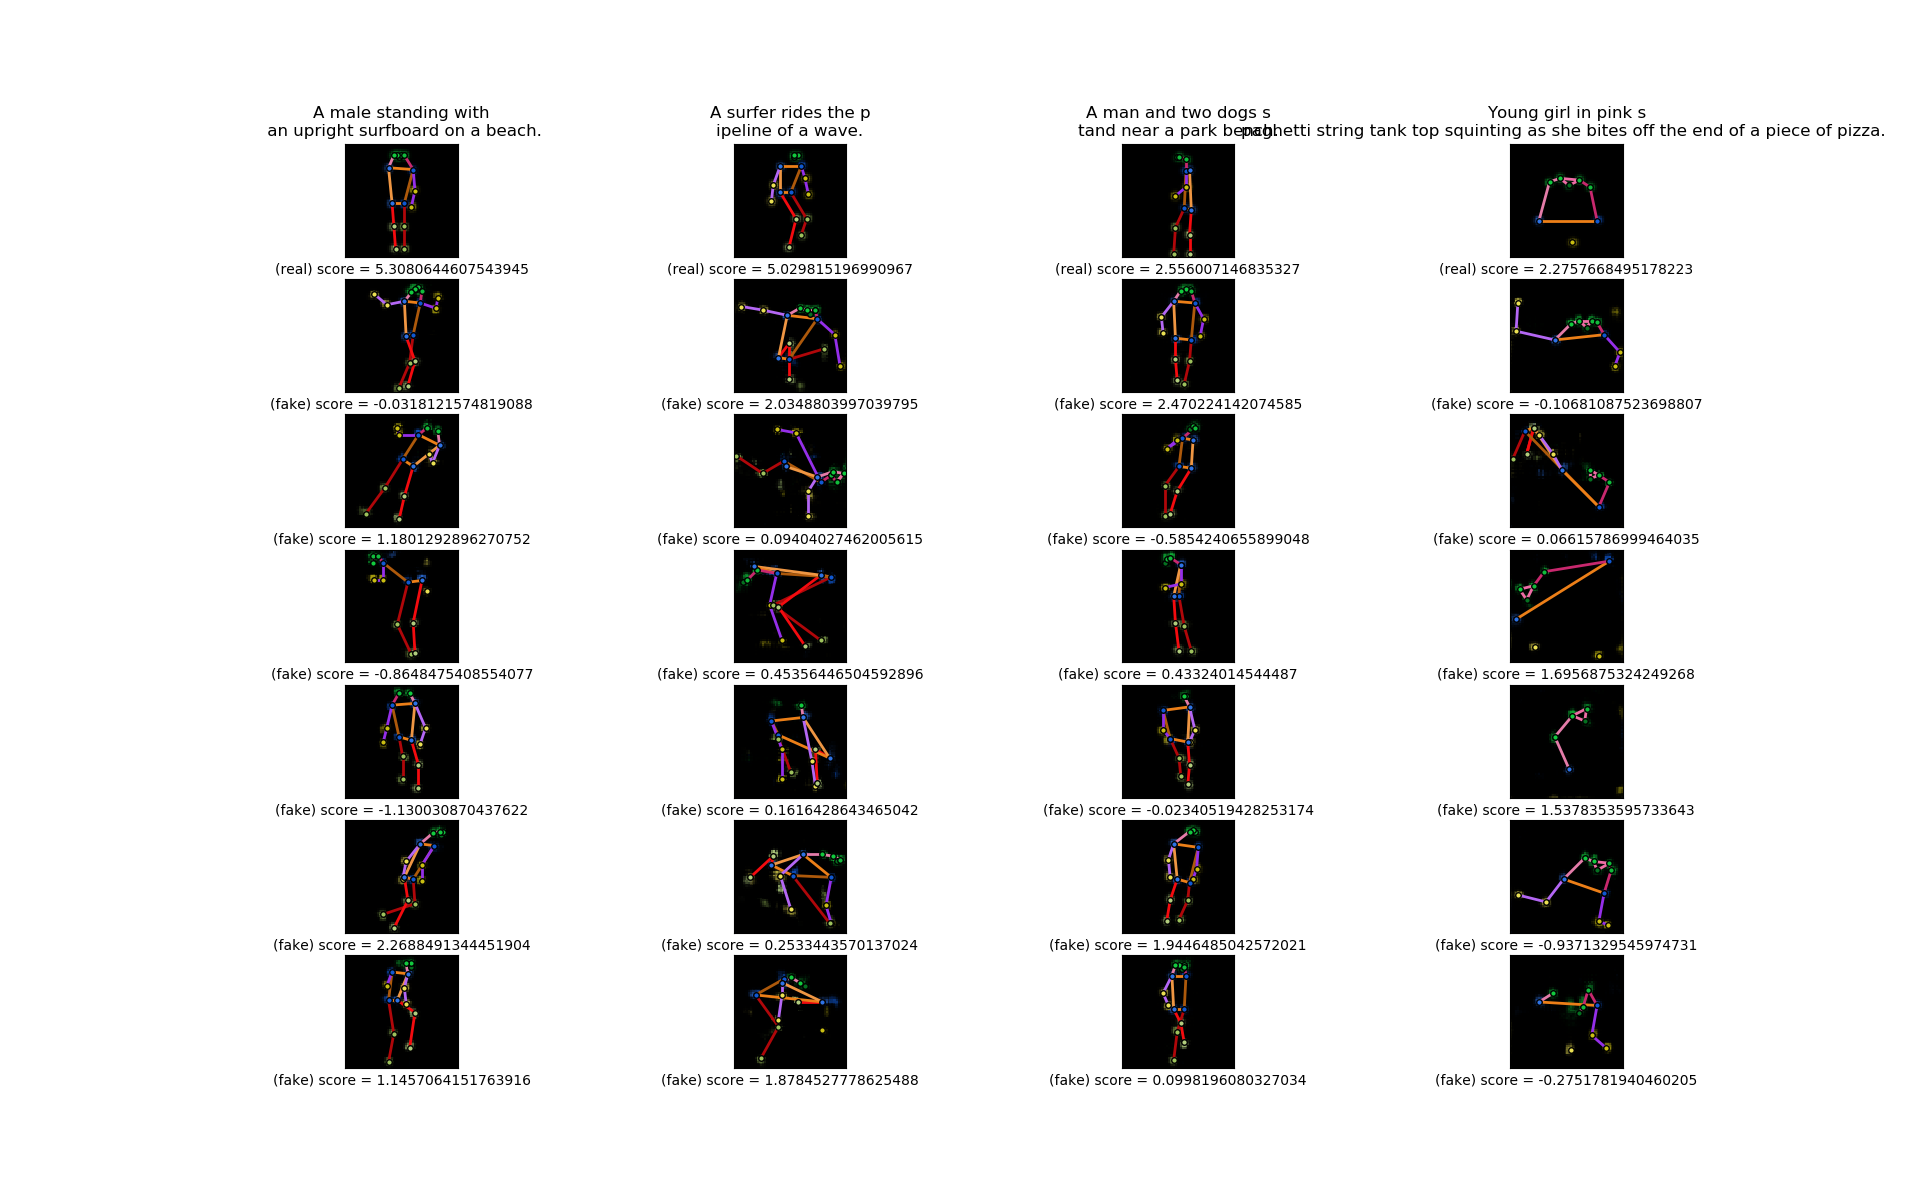 A male standing with
an upright surfboard on a beach.
A surfer rides the p
ipeline of a wave.
A man and two dogs s
tand near a park bench.
Young girl in pink s
paghetti string tank top squinting as she bites off the end of a piece of pizza.
(real) score = 5.3080644607543945
(real) score = 5.029815196990967
(real) score = 2.556007146835327
(real) score = 2.2757668495178223
(fake) score = -0.0318121574819088
(fake) score = 2.0348803997039795
(fake) score = 2.470224142074585
(fake) score = -0.10681087523698807
(fake) score = 1.1801292896270752
(fake) score = 0.09404027462005615
(fake) score = -0.5854240655899048
(fake) score = 0.06615786999464035
(fake) score = -0.8648475408554077
(fake) score = 0.45356446504592896
(fake) score = 0.43324014544487
(fake) score = 1.6956875324249268
(fake) score = -1.130030870437622
(fake) score = 0.1616428643465042
(fake) score = -0.02340519428253174
(fake) score = 1.5378353595733643
(fake) score = 2.2688491344451904
(fake) score = 0.2533443570137024
(fake) score = 1.9446485042572021
(fake) score = -0.9371329545974731
(fake) score = 1.1457064151763916
(fake) score = 1.8784527778625488
(fake) score = 0.0998196080327034
(fake) score = -0.2751781940460205